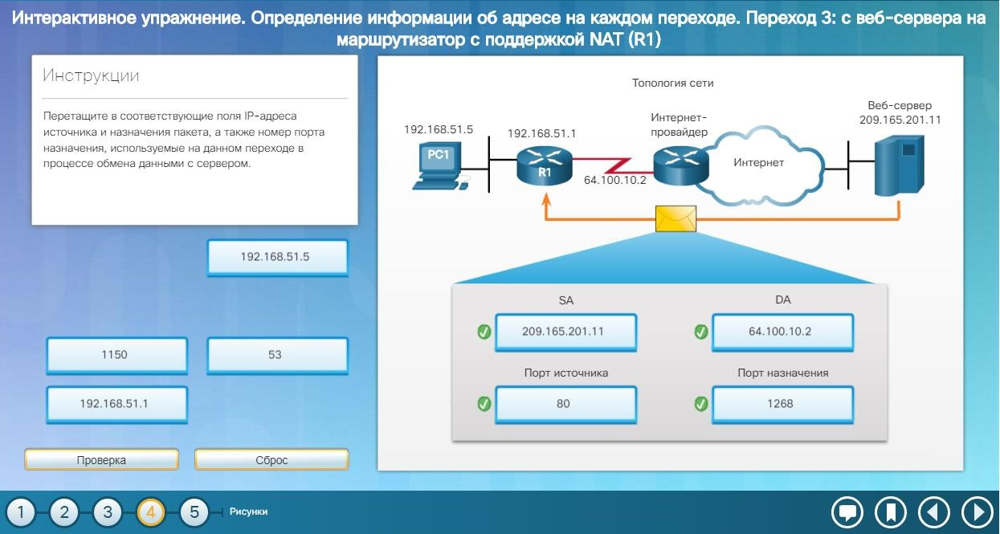 Интерактивное упражнение. Определение информации об адресе на каждом переходе. Переход 3: с веб-сервера на
маршрутизатор с поддержкой NAT (R1)
Инструкции
Перетащите в соответствующие поля IP-адреса
источника и назначения пакета, а также номер порта
назначения, используемые на данном переходе в
процессе обмена данными с сервером.
192.168.51.5
1150
53
192.168.51.1
Проверка
Сброс
Топология сети
Веб-сервер
209.165.201.11
Интернет-
провайдер
192.168.51.5
192.168.51.1
PC1
R1
64.100.10.2
Интернет
SA
DA
209.165.201.11
64.100.10.2
Порт источника
Порт назначения
80
1268
1
2
3
4
5
Рисунки